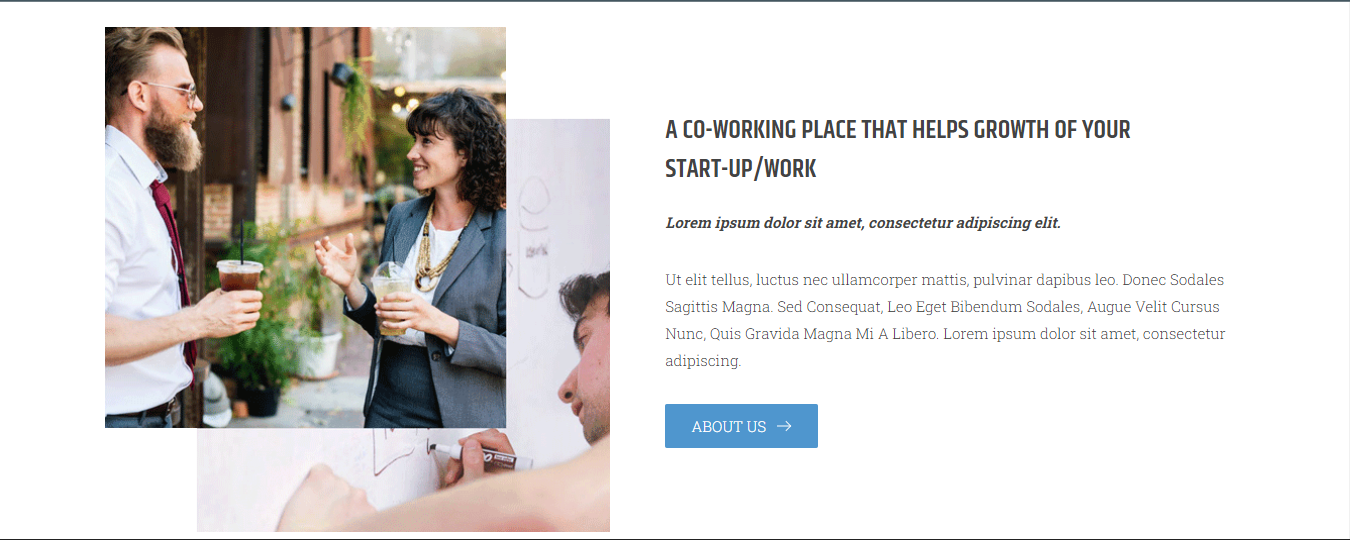 A CO-WORKING PLACE THAT HELPS GROWTH OF YOUR
START-UP/WORK
Lorem ipsum dolor sit amet, consectetur adipiscing elit.
Ut elit tellus, luctus nec ullamcorper mattis, pulvinar dapibus leo. Donec Sodales
Sagittis Magna. Sed Consequat, Leo Eget Bibendum Sodales, Augue Velit Cursus
Nunc, Quis Gravida Magna Mi A Libero. Lorem ipsum dolor sit amet, consectetur
adipiscing.
ABOUT US →